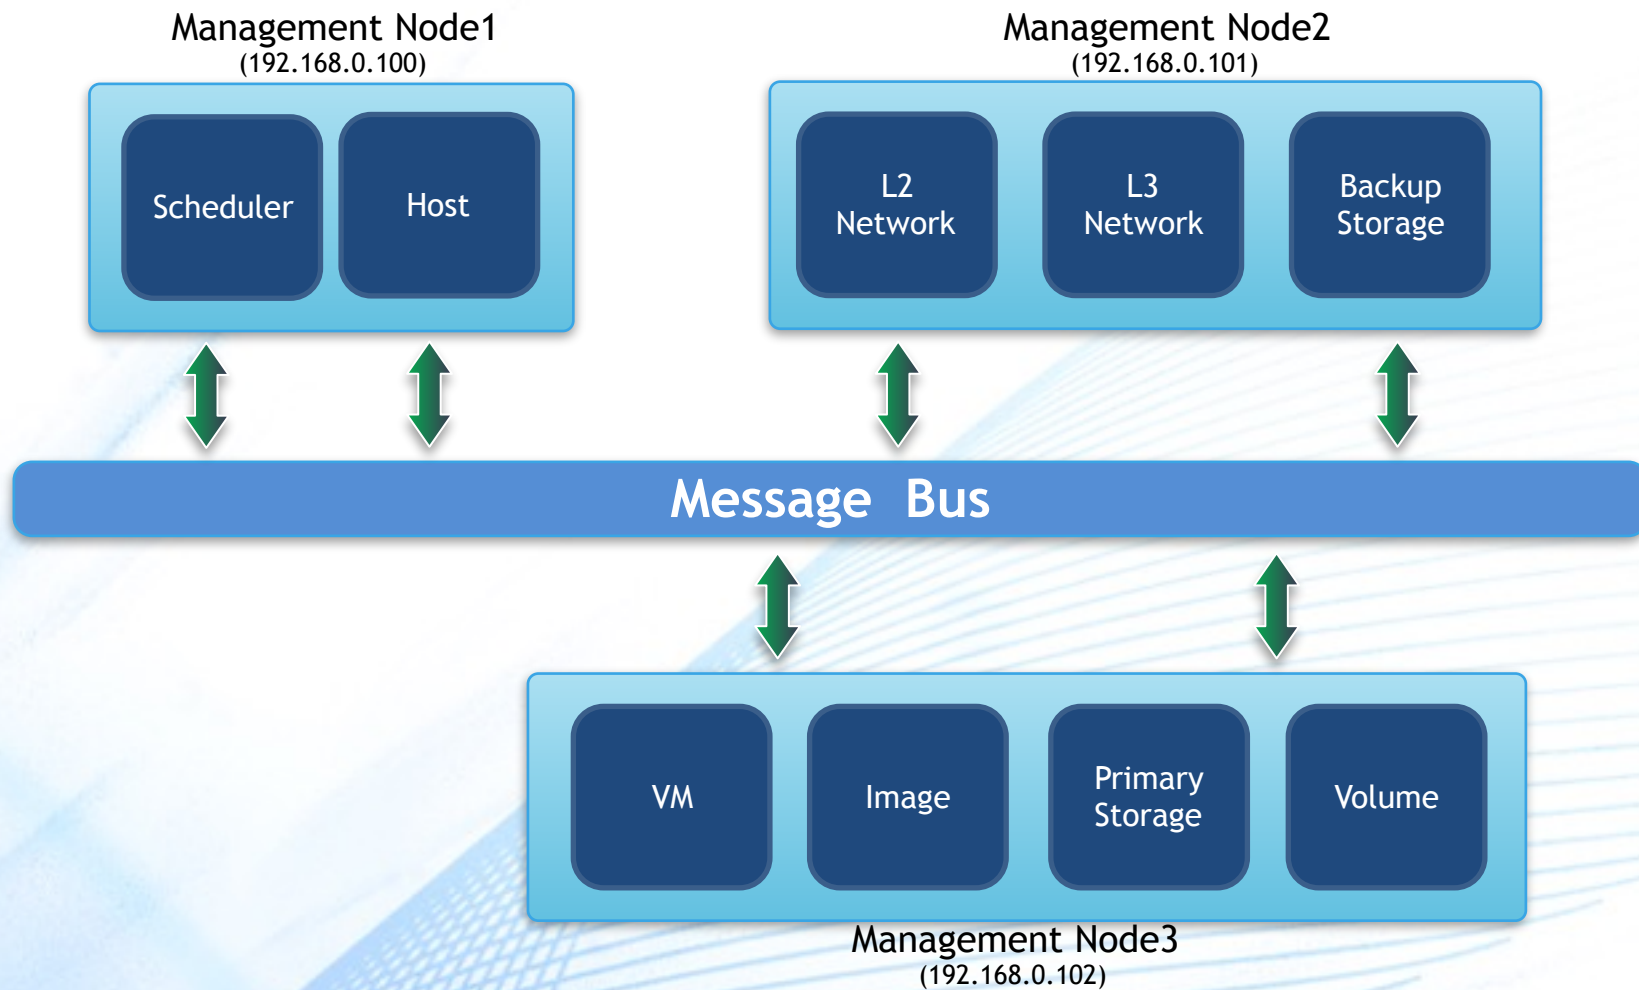 Management Node1
(192.168.0.100)
Management Node2
(192.168.0.101)
Scheduler
Host
L2
Network
L3
Network
Backup
Storage
Message Bus
VM
Image
Primary
Storage
Volume
Management Node3
(192.168.0.102)